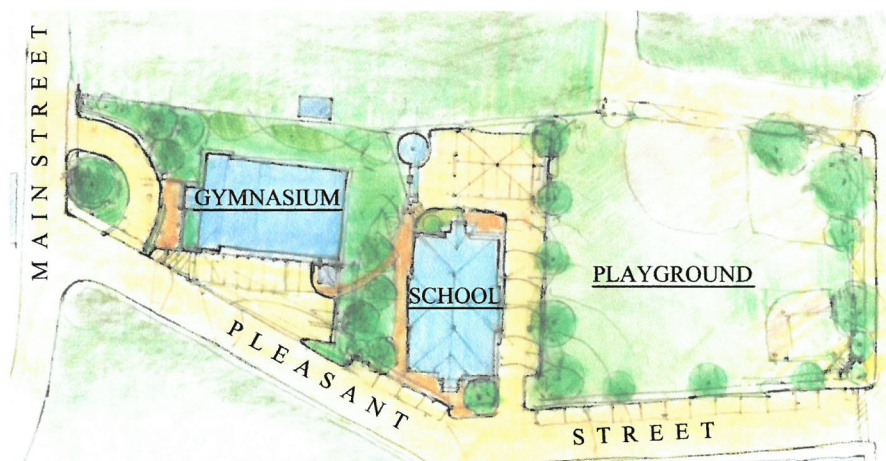 MAIN STREET
GYMNASIUM
SCHOOL
PLAYGROUND
PLEASANT STREET